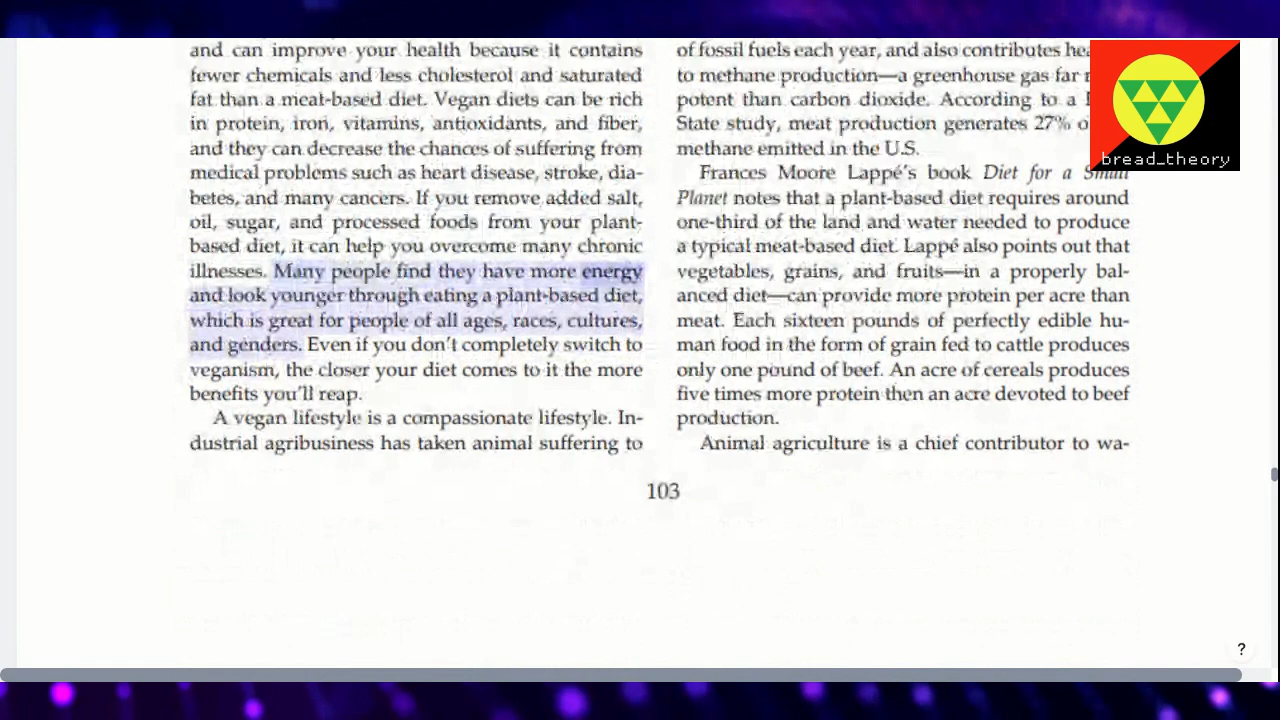 and can improve your health because it contains
fewer chemicals and less cholesterol and saturated
fat than a meat-based diet. Vegan diets can be rich
in protein, iron, vitamins, antioxidants, and fiber,
and they can decrease the chances of suffering from
medical problems such as heart disease, stroke, dia-
betes, and many cancers. If you remove added salt,
oil, sugar, and processed foods from your plant-
based diet, it can help you overcome many chronic
illnesses. Many people find they have more energy
and look younger through eating a plant-based diet,
which is great for people of all ages, races, cultures,
and genders. Even if you don't completely switch to
veganism, the closer your diet comes to it the more
benefits you'll reap.
A vegan lifestyle is a compassionate lifestyle. In-
dustrial agribusiness has taken animal suffering to
of fossil fuels each year, and also contributes
to methane production—a greenhouse gas far
potent than carbon dioxide. According to a
State study, meat production generates 27%
methane emitted in the U.S.
Frances Moore Lappé's book Diet for a Small
Planet notes that a plant-based diet requires around
one-third of the land and water needed to produce
a typical meat-based diet. Lappé also points out that
vegetables, grains, and fruits—in a properly bal-
anced diet—can provide more protein per acre than
meat. Each sixteen pounds of perfectly edible hu-
man food in the form of grain fed to cattle produces
only one pound of beef. An acre of cereals produces
five times more protein then an acre devoted to beef
production.
Animal agriculture is a chief contributor to wa-
103
bread_theory
?